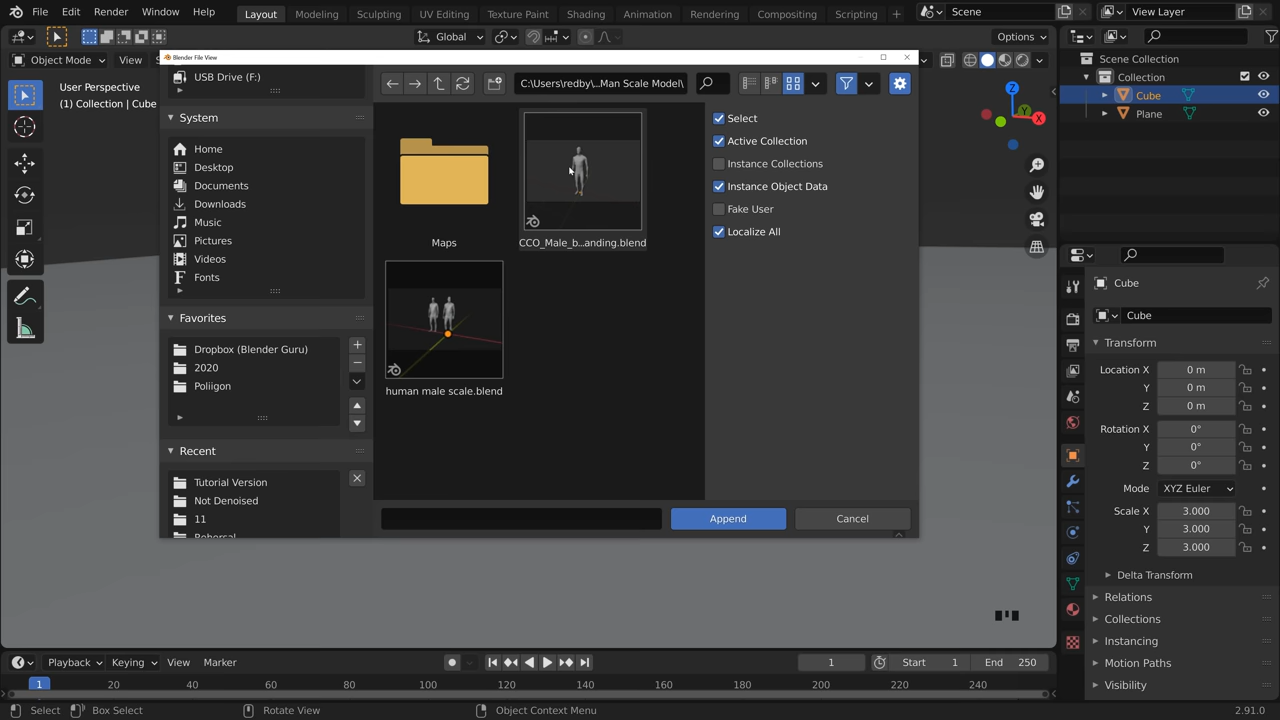 File Edit Render Window Help Layout Modeling Sculpting UV Editing Texture Paint Shading Animation Rendering Compositing Scripting + Scene View Layer
Global Options
Object Mode View
User Perspective
(1) Collection | Cube
Blender File View
USB Drive (F:)
System
Home
Desktop
Documents
Downloads
Music
Pictures
Videos
Fonts
Favorites
Dropbox (Blender Guru)
2020
Poliigon
Recent
Tutorial Version
Not Denoised
11
C:\Users\redby\...Man Scale Model\
Maps
CCO_Male_b...anding.blend
human male scale.blend
Select
Active Collection
Instance Collections
Instance Object Data
Fake User
Localize All
Append Cancel
Z
Y
X
Scene Collection
Collection
Cube
Plane
Cube
Cube
Transform
Location X 0 m
Y 0 m
Z 0 m
Rotation X 0°
Y 0°
Z 0°
Mode XYZ Euler
Scale X 3.000
Y 3.000
Z 3.000
Delta Transform
Relations
Collections
Instancing
Motion Paths
Visibility
Playback Keying View Marker 1 Start 1 End 250
1 20 40 60 80 100 120 140 160 180 200 220 240
Select Box Select Rotate View Object Context Menu 2.91.0